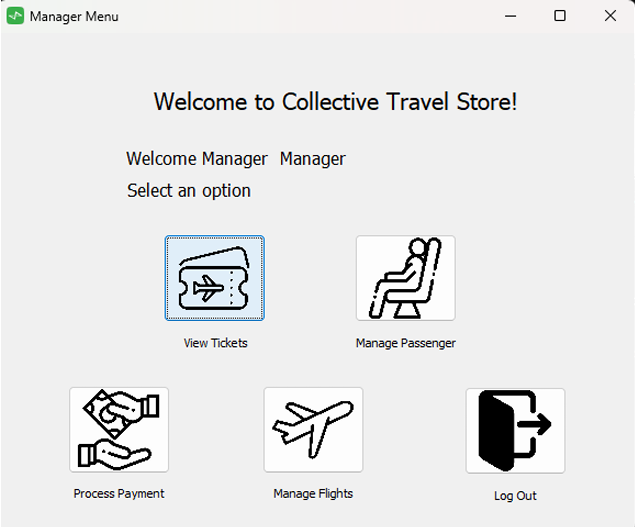 Manager Menu
Welcome to Collective Travel Store!
Welcome Manager Manager
Select an option
View Tickets
Manage Passenger
Process Payment
Manage Flights
Log Out